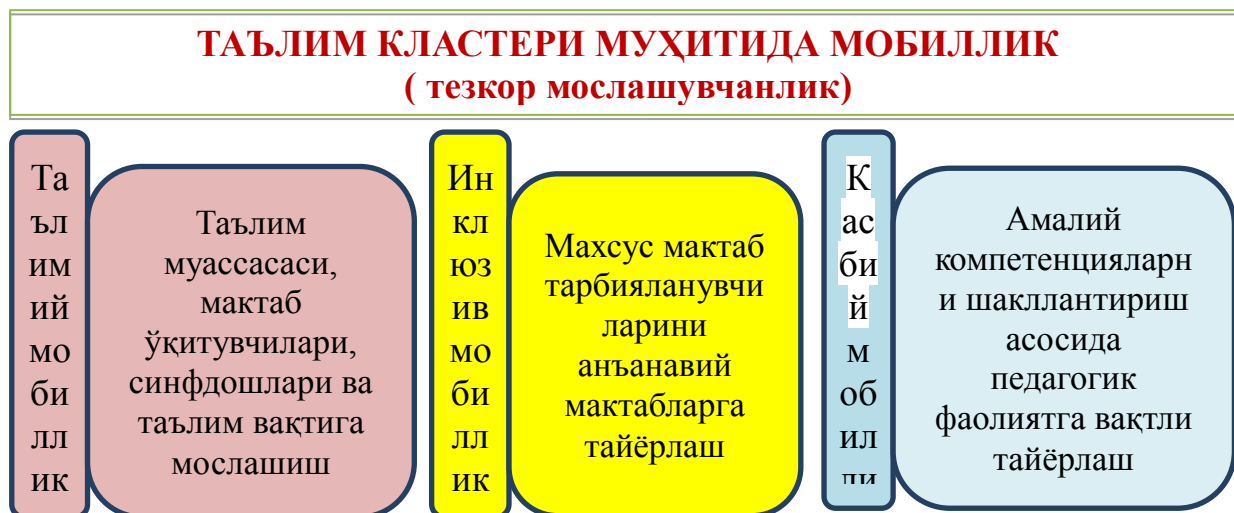 ТАЪЛИМ КЛАСТЕРИ МУҲИТИДА МОБИЛЛИК
( тезкор мослашувчанлик)
Та
ъл
им
ий
мо
би
лл
ик
Таълим
муассасаси,
мактаб
ўқитувчилари,
синфдошлари ва
таълим вақтига
мослашиш
Ин
кл
юз
ив
мо
би
лл
ик
Махсус мактаб
тарбияланувчи
ларини
анъанавий
мактабларга
тайёрлаш
К
ас
би
й
м
об
ил
ли
Амалий
компетенцияларн
и шакллантириш
асосида
педагогик
фаолиятга вақтли
тайёрлаш